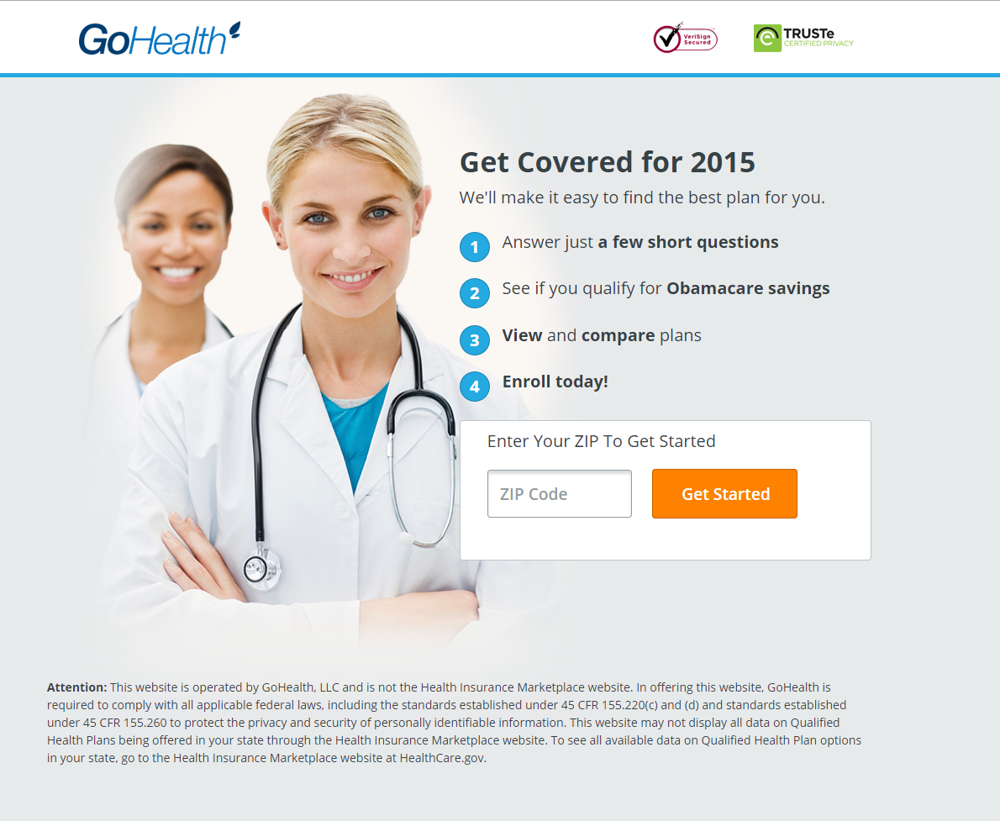 GoHealth
VeriSign
Secured
TRUSTe
CERTIFIED PRIVACY
Get Covered for 2015
We'll make it easy to find the best plan for you.
1 Answer just a few short questions
2 See if you qualify for Obamacare savings
3 View and compare plans
4 Enroll today!
Enter Your ZIP To Get Started
ZIP Code
Get Started
Attention: This website is operated by GoHealth, LLC and is not the Health Insurance Marketplace website. In offering this website, GoHealth is
required to comply with all applicable federal laws, including the standards established under 45 CFR 155.220(c) and (d) and standards established
under 45 CFR 155.260 to protect the privacy and security of personally identifiable information. This website may not display all data on Qualified
Health Plans being offered in your state through the Health Insurance Marketplace website. To see all available data on Qualified Health Plan options
in your state, go to the Health Insurance Marketplace website at HealthCare.gov.